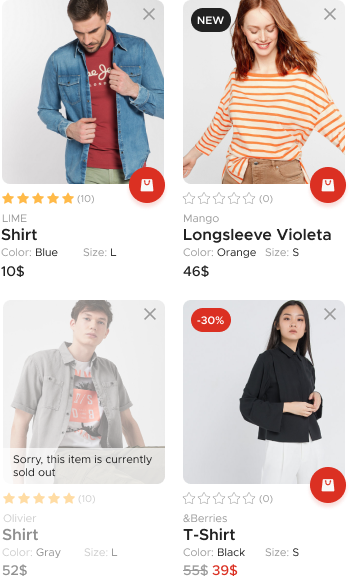 NEW
(10)
(0)
LIME
Mango
Shirt
Longsleeve Violeta
Color: Blue Size: L
Color: Orange Size: S
10$
46$
-30%
Sorry, this item is currently
sold out
(10)
(0)
Olivier
&Berries
Shirt
T-Shirt
Color: Gray Size: L
Color: Black Size: S
52$
55$ 39$